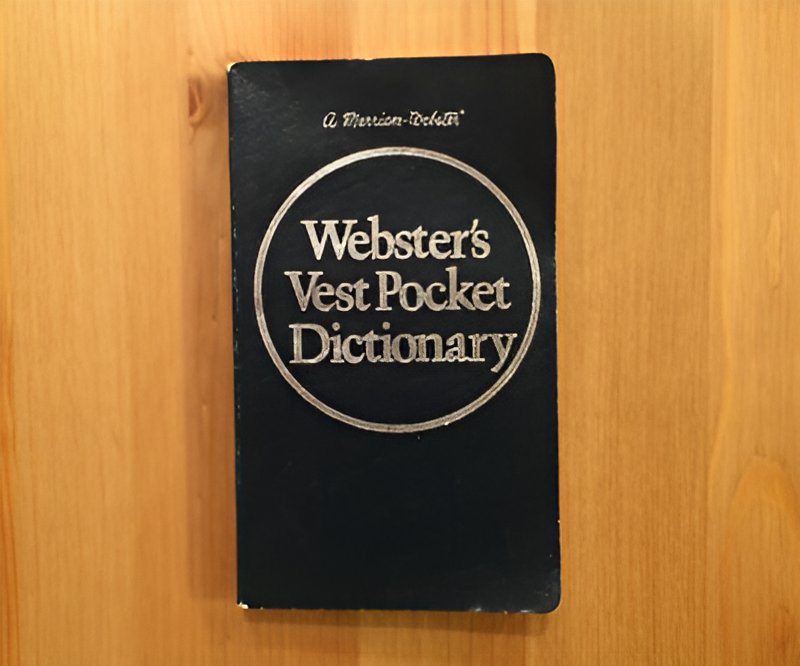 A Merriam-Webster®
Webster's
Vest Pocket
Dictionary